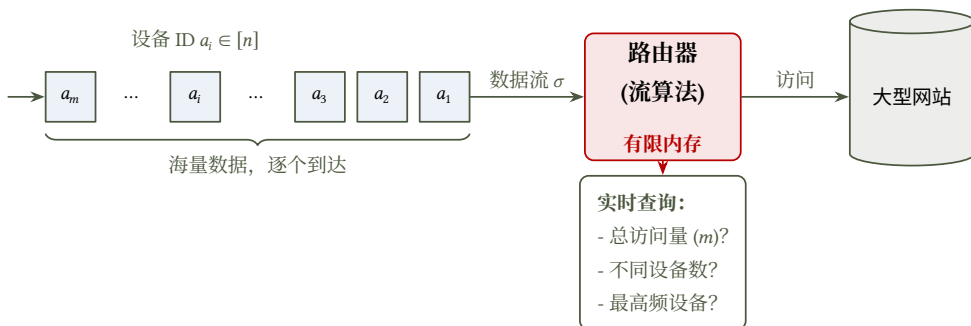 设备 ID aᵢ ∈ [n]
aₘ ... aᵢ ... a₃ a₂ a₁
海量数据，逐个到达
数据流 σ
路由器
(流算法)
有限内存
访问
大型网站
实时查询：
- 总访问量 (m)?
- 不同设备数?
- 最高频设备?